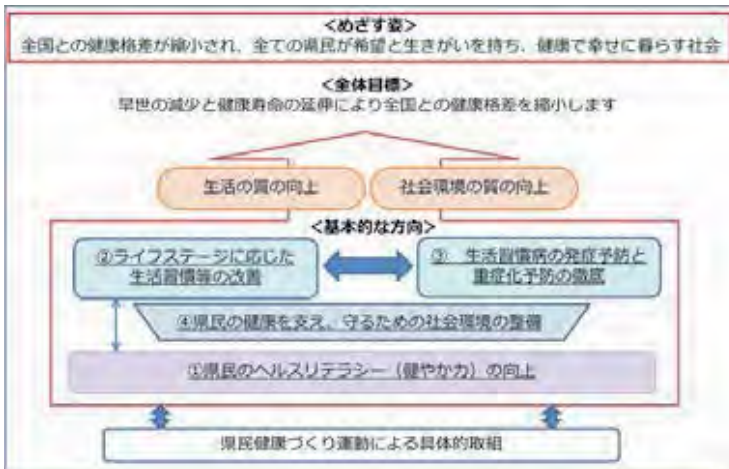 <めざす姿>
全国との健康格差が縮小され、全ての県民が希望と生きがいを持ち、健康で幸せに暮らす社会
<全体目標>
早世の減少と健康寿命の延伸により全国との健康格差を縮小します
生活の質の向上
社会環境の質の向上
<基本的な方向>
②ライフステージに応じた
生活習慣等の改善
③　生活習慣病の発症予防と
重症化予防の徹底
④県民の健康を支え、守るための社会環境の整備
①県民のヘルスリテラシー（健やか力）の向上
県民健康づくり運動による具体的取組